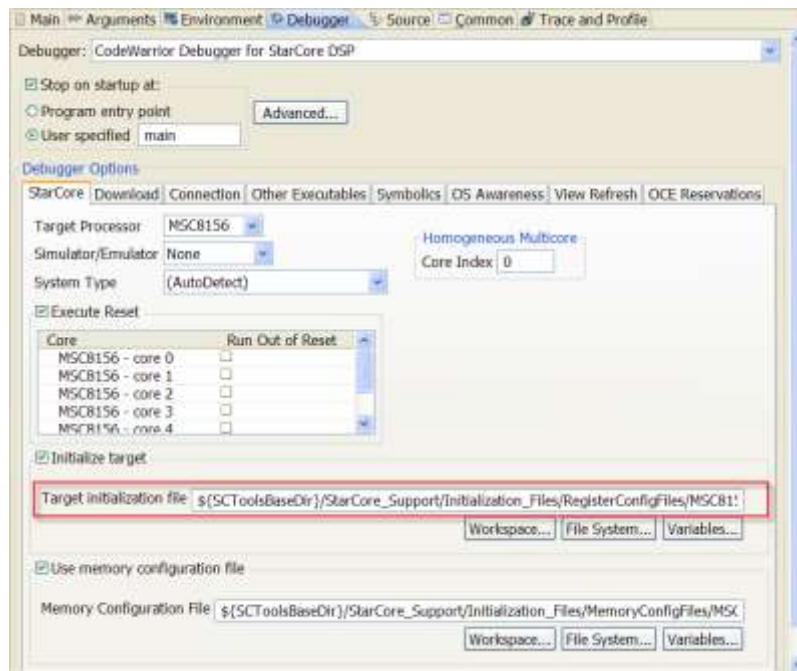 Main Arguments Environment Debugger Source Common Trace and Profile
Debugger: CodeWarrior Debugger for StarCore DSP
Stop on startup at:
Program entry point
Advanced...
User specified main
Debugger Options
StarCore Download Connection Other Executables Symbolics OS Awareness View Refresh OCE Reservations
Target Processor MSC8156
Homogeneous Multicore
Simulator/Emulator None
Core Index 0
System Type (AutoDetect)
Execute Reset
Core Run Out of Reset
MSC8156 - core 0
MSC8156 - core 1
MSC8156 - core 2
MSC8156 - core 3
MSC8156 - core 4
Initialize target
Target initialization file ${SCToolsBaseDir}/StarCore_Support/Initialization_Files/RegisterConfigFiles/MSC815
Workspace... File System... Variables...
Use memory configuration file
Memory Configuration File ${SCToolsBaseDir}/StarCore_Support/Initialization_Files/MemoryConfigFiles/MSC
Workspace... File System... Variables...